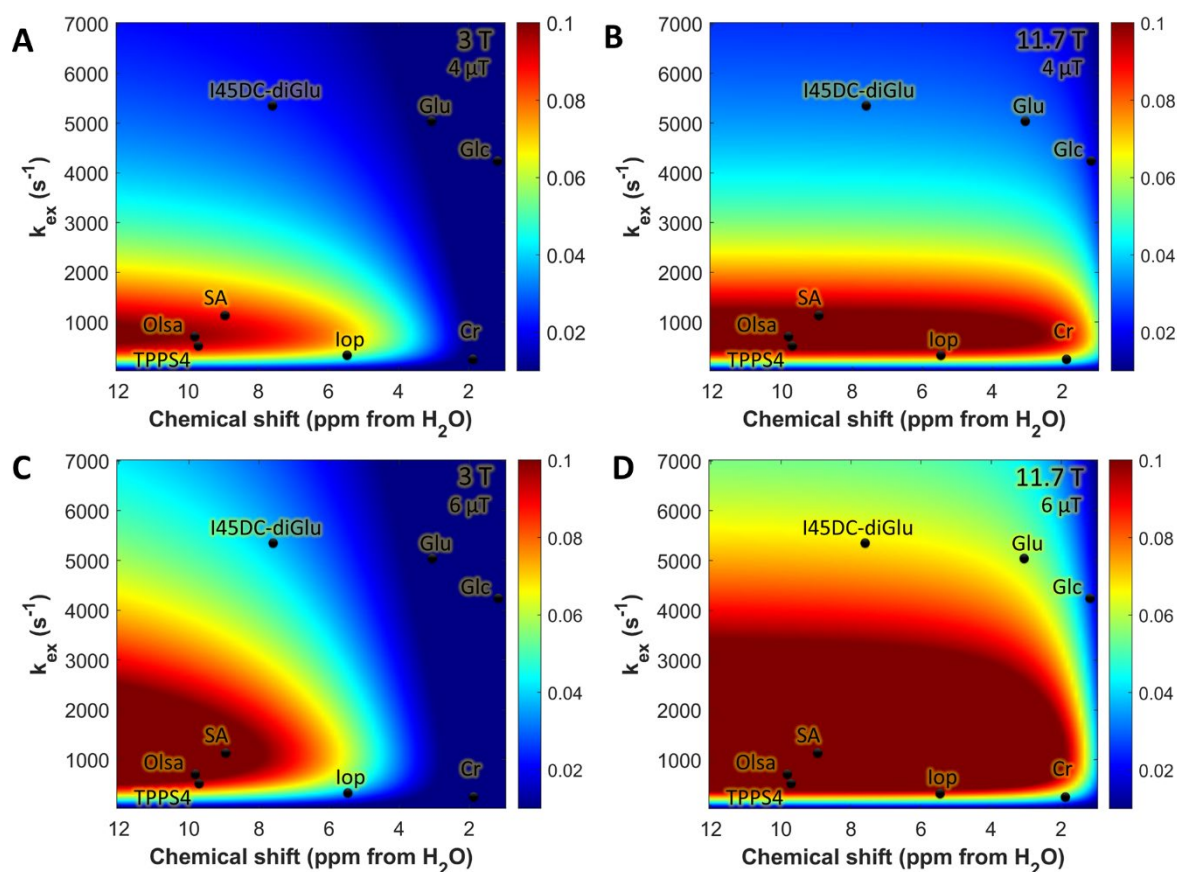 A
3 T
4 µT
I45DC-diGlu
Glu
Glc
SA
Olsa
TPPS4
Iop
Cr
7000
6000
5000
4000
3000
2000
1000
k_ex (s⁻¹)
12 10 8 6 4 2
Chemical shift (ppm from H₂O)
0.1
0.08
0.06
0.04
0.02
B
11.7 T
4 µT
I45DC-diGlu
Glu
Glc
SA
Olsa
TPPS4
Iop
Cr
7000
6000
5000
4000
3000
2000
1000
k_ex (s⁻¹)
12 10 8 6 4 2
Chemical shift (ppm from H₂O)
0.1
0.08
0.06
0.04
0.02
C
3 T
6 µT
I45DC-diGlu
Glu
Glc
SA
Olsa
TPPS4
Iop
Cr
7000
6000
5000
4000
3000
2000
1000
k_ex (s⁻¹)
12 10 8 6 4 2
Chemical shift (ppm from H₂O)
0.1
0.08
0.06
0.04
0.02
D
11.7 T
6 µT
I45DC-diGlu
Glu
Glc
SA
Olsa
TPPS4
Iop
Cr
7000
6000
5000
4000
3000
2000
1000
k_ex (s⁻¹)
12 10 8 6 4 2
Chemical shift (ppm from H₂O)
0.1
0.08
0.06
0.04
0.02